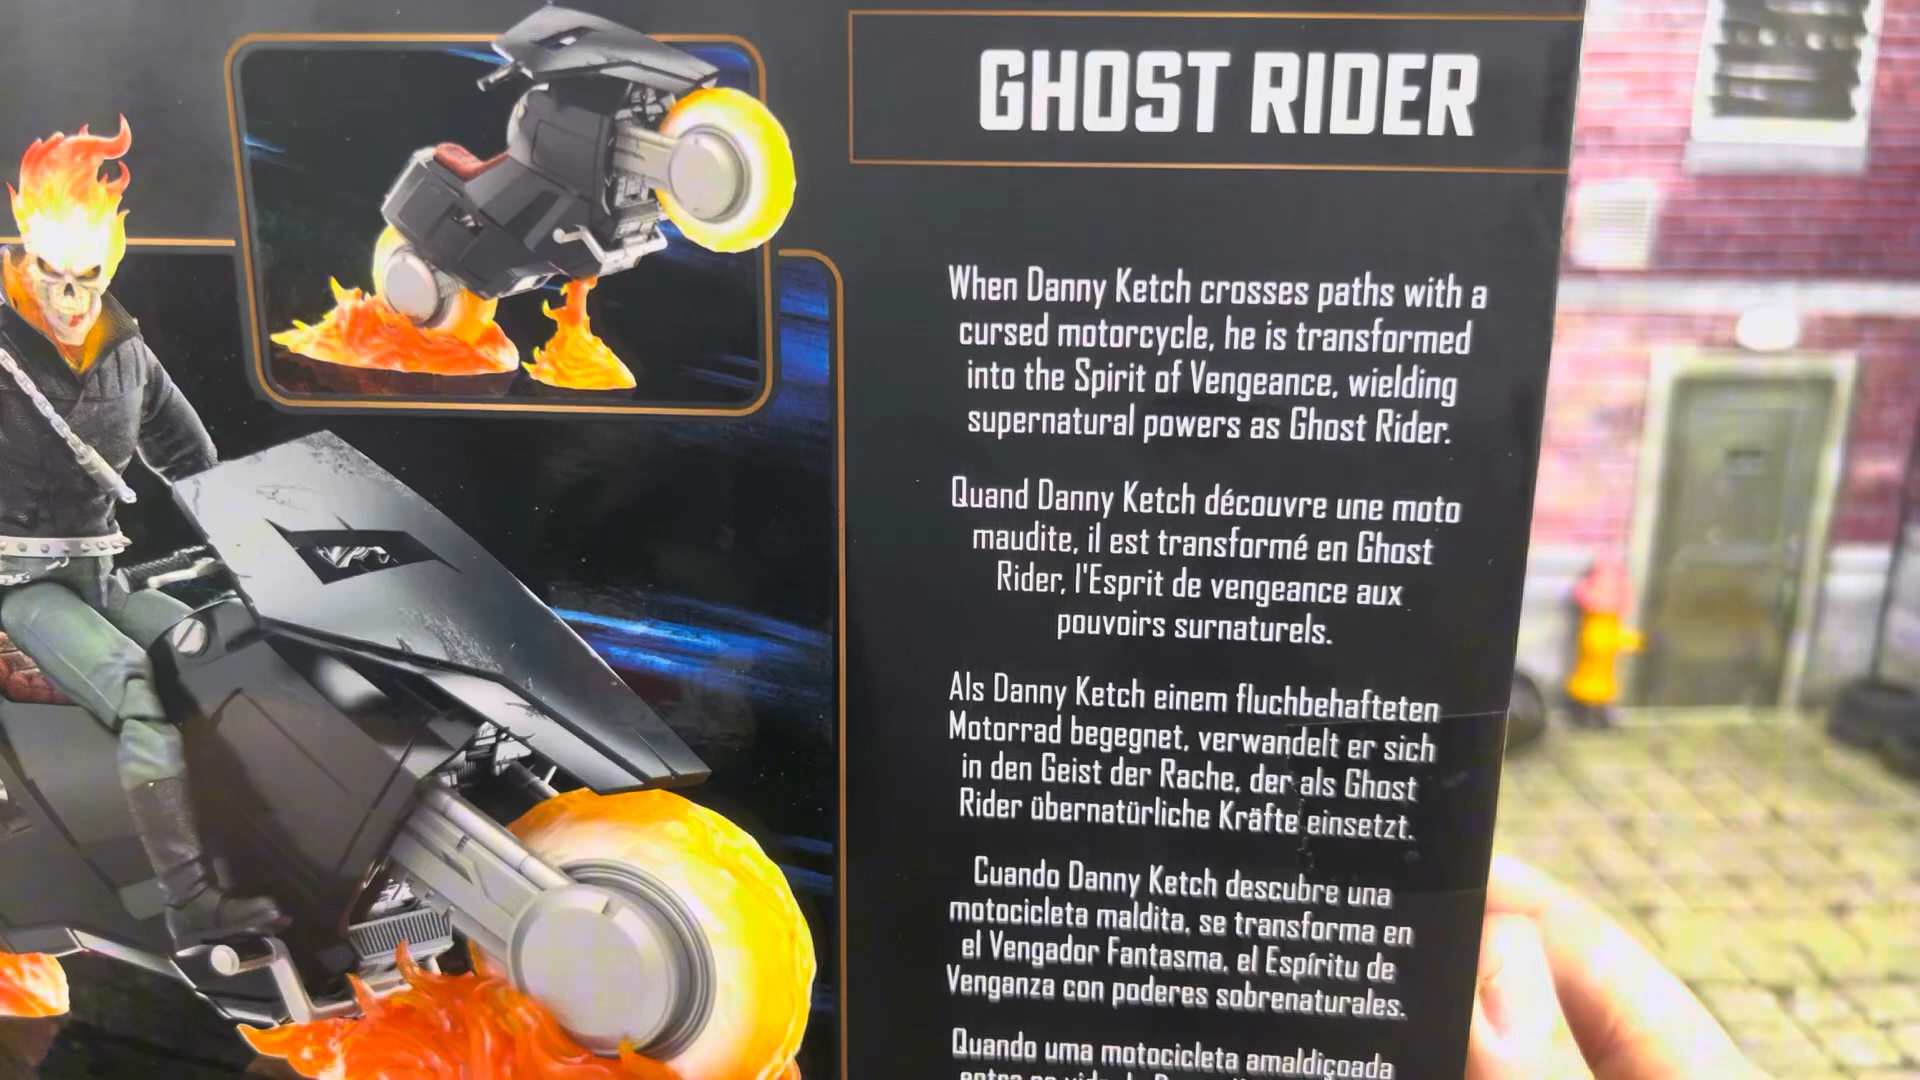 GHOST RIDER
When Danny Ketch crosses paths with a
cursed motorcycle, he is transformed
into the Spirit of Vengeance, wielding
supernatural powers as Ghost Rider.
Quand Danny Ketch découvre une moto
maudite, il est transformé en Ghost
Rider, l'Esprit de vengeance aux
pouvoirs surnaturels.
Als Danny Ketch einem fluchbehafteten
Motorrad begegnet, verwandelt er sich
in den Geist der Rache, der als Ghost
Rider übernatürliche Kräfte einsetzt.
Cuando Danny Ketch descubre una
motocicleta maldita, se transforma en
el Vengador Fantasma, el Espíritu de
Venganza con poderes sobrenaturales.
Quando uma motocicleta amaldiçoada